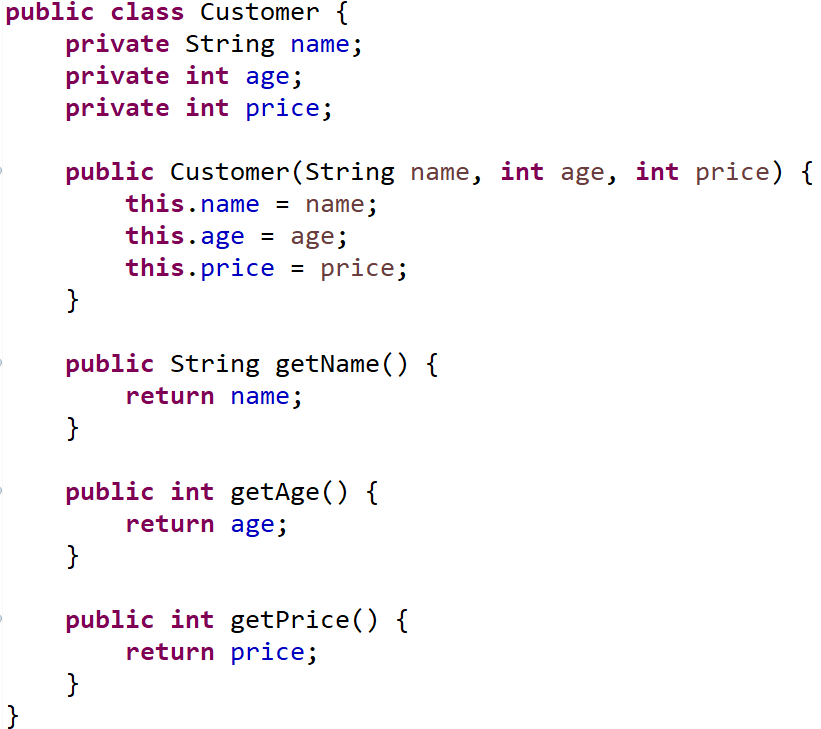 public class Customer {
    private String name;
    private int age;
    private int price;

    public Customer(String name, int age, int price) {
        this.name = name;
        this.age = age;
        this.price = price;
    }

    public String getName() {
        return name;
    }

    public int getAge() {
        return age;
    }

    public int getPrice() {
        return price;
    }
}